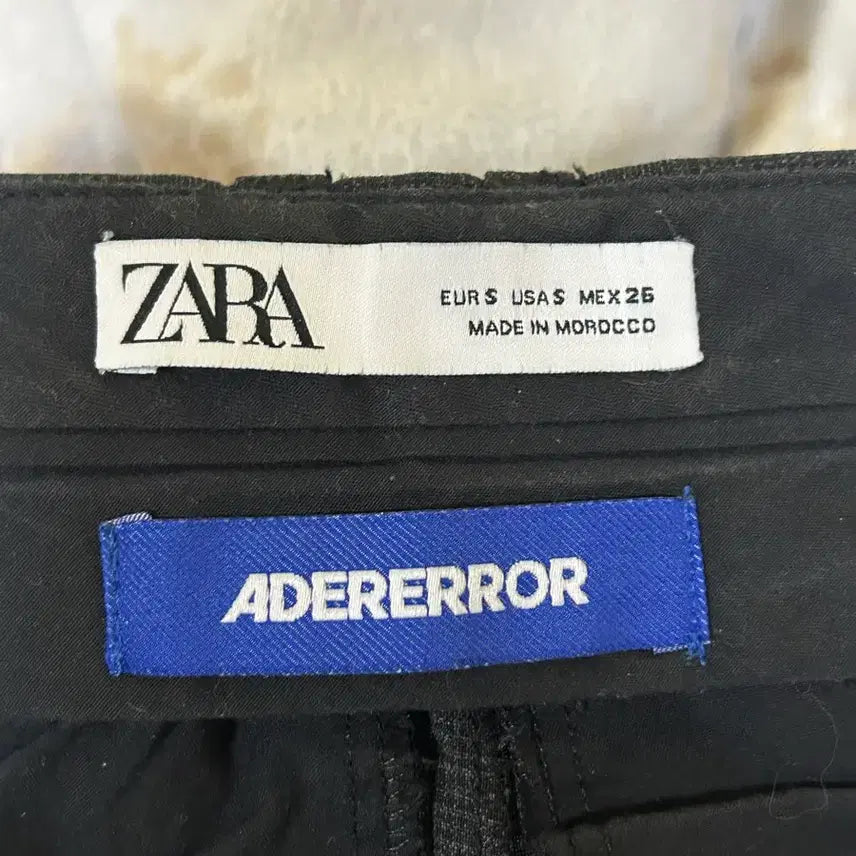 ZARA
EUR S USA S MEX 26
MADE IN MOROCCO
ADERERROR